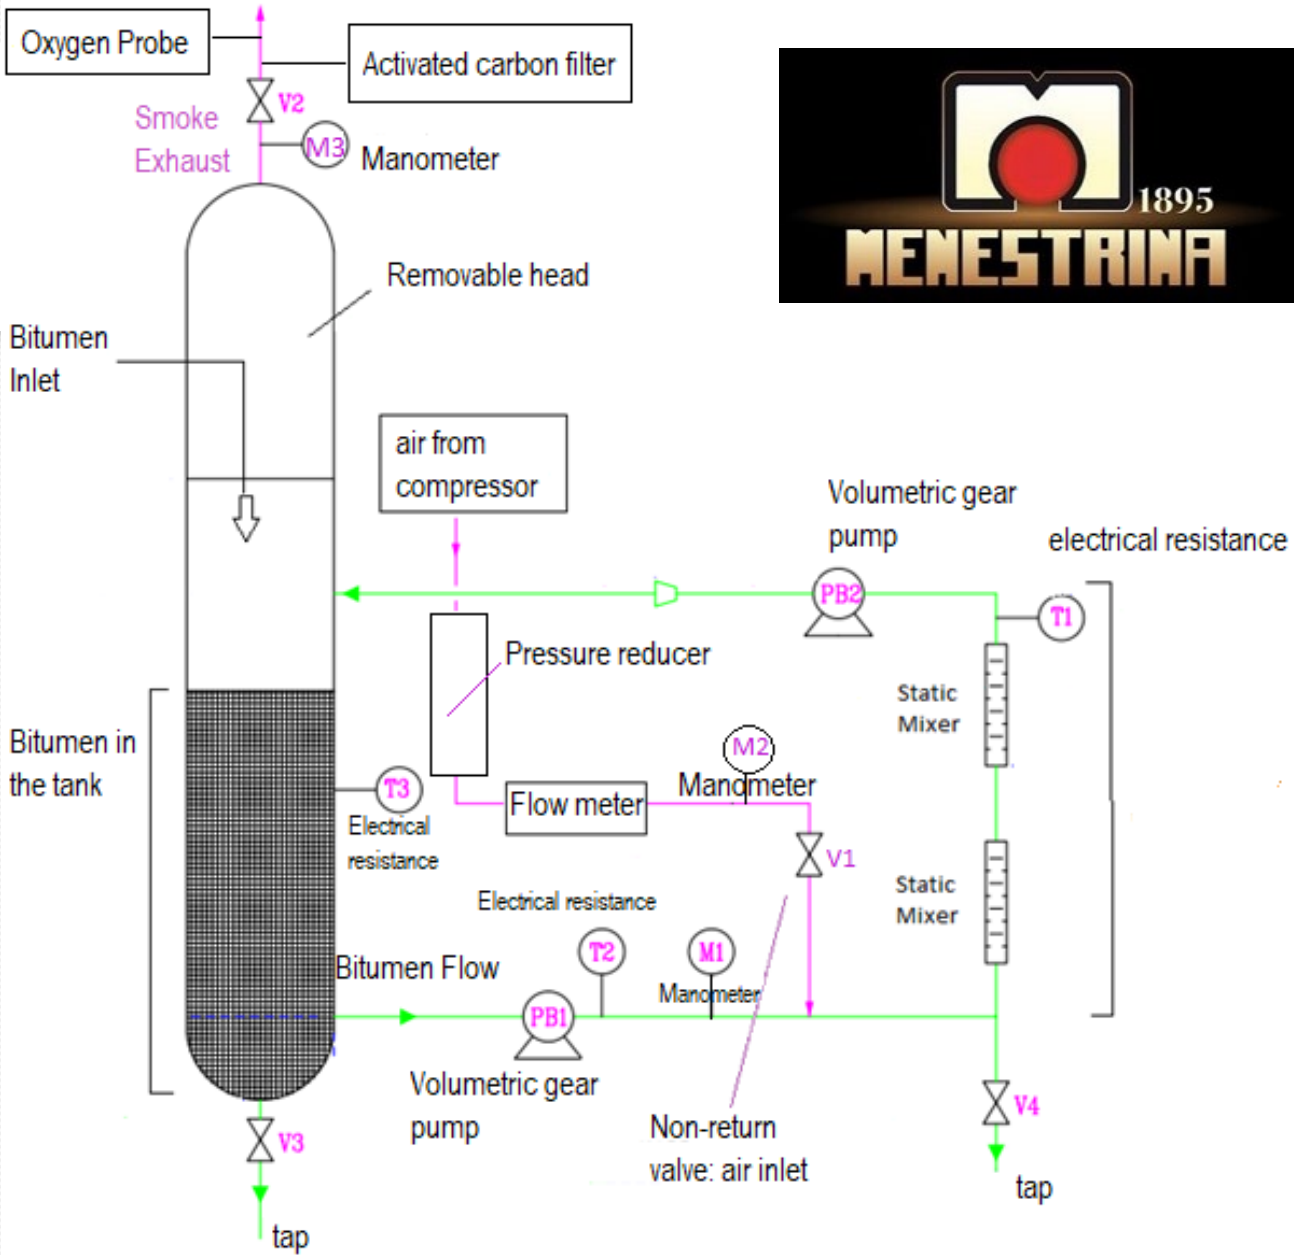 Oxygen Probe
Activated carbon filter
V2
Smoke
Exhaust
M3
Manometer
1895
MENESTRINA
Removable head
Bitumen
Inlet
air from
compressor
Volumetric gear
pump
electrical resistance
PB2
T1
Pressure reducer
Static
Mixer
Bitumen in
the tank
M2
Manometer
T3
Flow meter
Electrical
resistance
V1
Static
Mixer
Electrical resistance
T2
M1
Bitumen Flow
Manometer
PB1
Volumetric gear
pump
V4
Non-return
valve: air inlet
V3
tap
tap